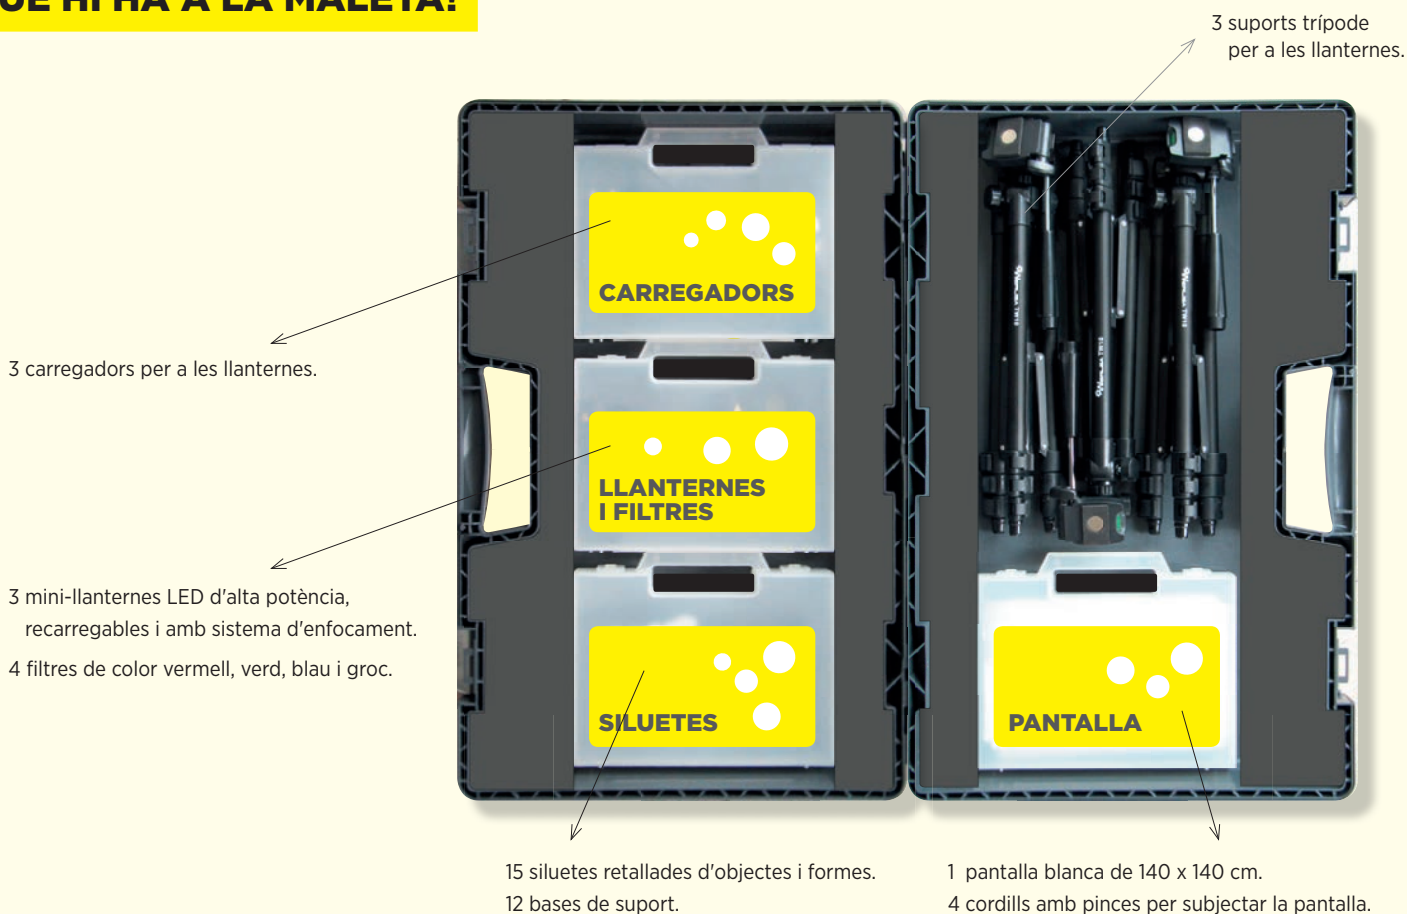 QUÈ HI HA A LA MALETA?
3 suports trípode
per a les llanternes.
CARREGADORS
3 carregadors per a les llanternes.
LLANTERNES
I FILTRES
3 mini-llanternes LED d'alta potència,
recarregables i amb sistema d'enfocament.
4 filtres de color vermell, verd, blau i groc.
SILUETES
PANTALLA
15 siluetes retallades d'objectes i formes.
12 bases de suport.
1 pantalla blanca de 140 x 140 cm.
4 cordills amb pinces per subjectar la pantalla.